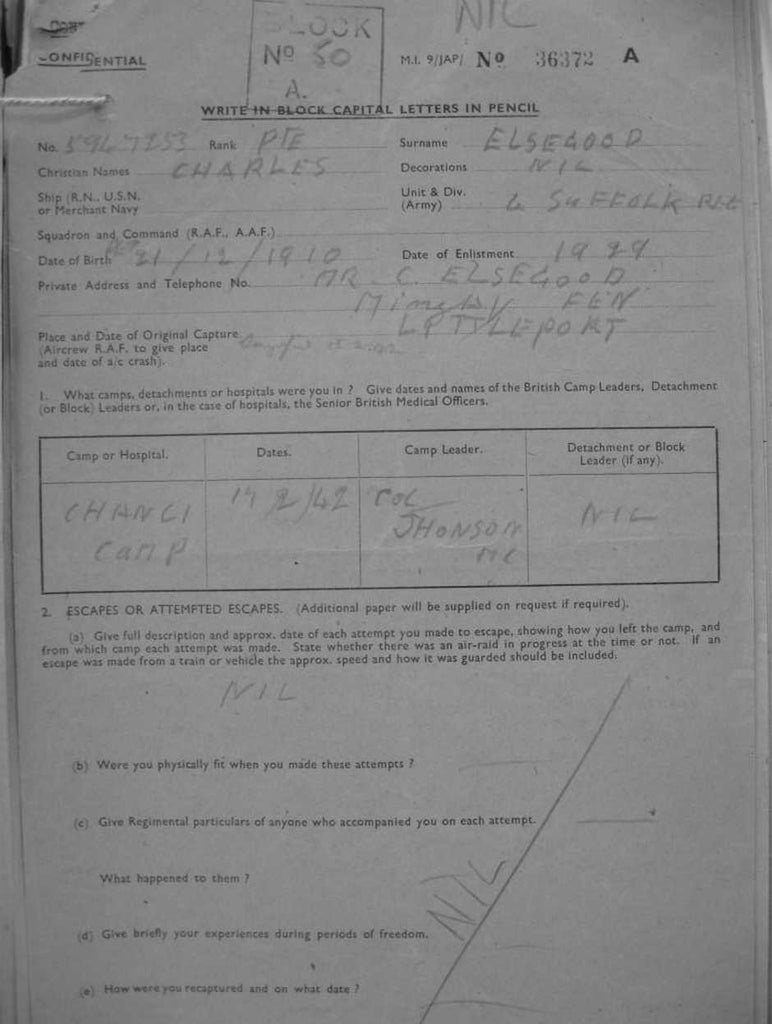 NIL
CONFIDENTIAL
BLOCK
Nº 50
A.
M.I. 9/JAP/ Nº 36372 A
WRITE IN BLOCK CAPITAL LETTERS IN PENCIL
No. Rank PTE Surname ELSEGOOD
Christian Names CHARLES Decorations NIL
Ship (R.N., U.S.N. or Merchant Navy Unit & Div. (Army) SUFFOLK
Squadron and Command (R.A.F., A.A.F.)
Date of Birth 21/12/1910 Date of Enlistment 1929
Private Address and Telephone No. MR C. ELSEGOOD
FEN
LITTLEPORT
Place and Date of Original Capture
(Aircrew R.A.F. to give place
and date of a/c crash).
1. What camps, detachments or hospitals were you in ? Give dates and names of the British Camp Leaders, Detachment
(or Block) Leaders or, in the case of hospitals, the Senior British Medical Officers.
Camp or Hospital. Dates. Camp Leader. Detachment or Block Leader (if any).
CHANGI 2/42 COL NIL
CAMP JHONSON
MC
2. ESCAPES OR ATTEMPTED ESCAPES. (Additional paper will be supplied on request if required).
(a) Give full description and approx. date of each attempt you made to escape, showing how you left the camp, and
from which camp each attempt was made. State whether there was an air-raid in progress at the time or not. If an
escape was made from a train or vehicle the approx. speed and how it was guarded should be included.
NIL
(b) Were you physically fit when you made these attempts ?
(c) Give Regimental particulars of anyone who accompanied you on each attempt.
What happened to them ?
NIL
(d) Give briefly your experiences during periods of freedom.
(e) How were you recaptured and on what date ?